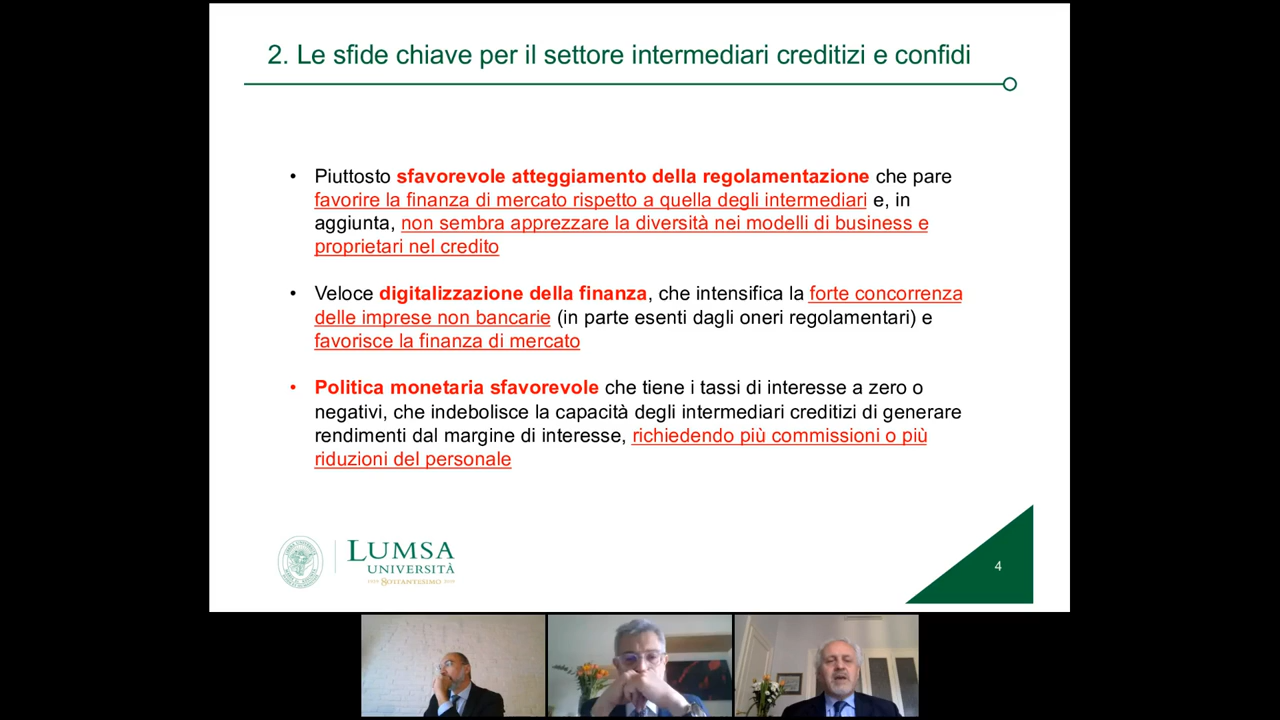 2. Le sfide chiave per il settore intermediari creditizi e confidi
• Piuttosto sfavorevole atteggiamento della regolamentazione che pare
favorire la finanza di mercato rispetto a quella degli intermediari e, in
aggiunta, non sembra apprezzare la diversità nei modelli di business e
proprietari nel credito
• Veloce digitalizzazione della finanza, che intensifica la forte concorrenza
delle imprese non bancarie (in parte esenti dagli oneri regolamentari) e
favorisce la finanza di mercato
• Politica monetaria sfavorevole che tiene i tassi di interesse a zero o
negativi, che indebolisce la capacità degli intermediari creditizi di generare
rendimenti dal margine di interesse, richiedendo più commissioni o più
riduzioni del personale
LUMSA
UNIVERSITÀ
1939 SOTTANTESIMO 2019
4